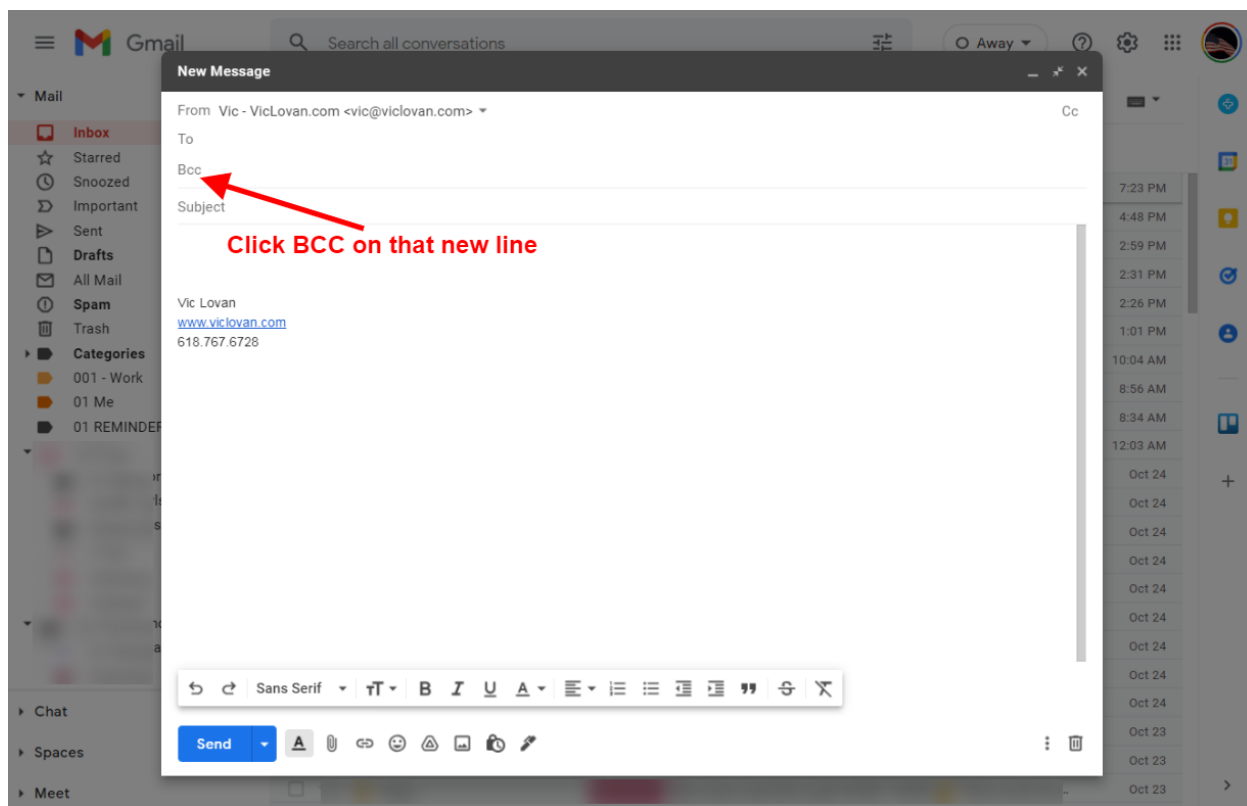 Gmail
Search all conversations
Away
New Message
Mail
From Vic - VicLovan.com <vic@viclovan.com>
Cc
Inbox
To
Starred
Bcc
Snoozed
7:23 PM
Important
Subject
4:48 PM
Sent
Click BCC on that new line
2:59 PM
Drafts
All Mail
2:31 PM
Spam
Vic Lovan
2:26 PM
www.viclovan.com
Trash
1:01 PM
618.767.6728
Categories
10:04 AM
001 - Work
8:56 AM
01 Me
8:34 AM
01 REMINDER
12:03 AM
Oct 24
Oct 24
Oct 24
Oct 24
Oct 24
Oct 24
Oct 24
Oct 24
Sans Serif
Oct 24
Chat
Oct 23
Send
Spaces
Oct 23
Meet
Oct 23